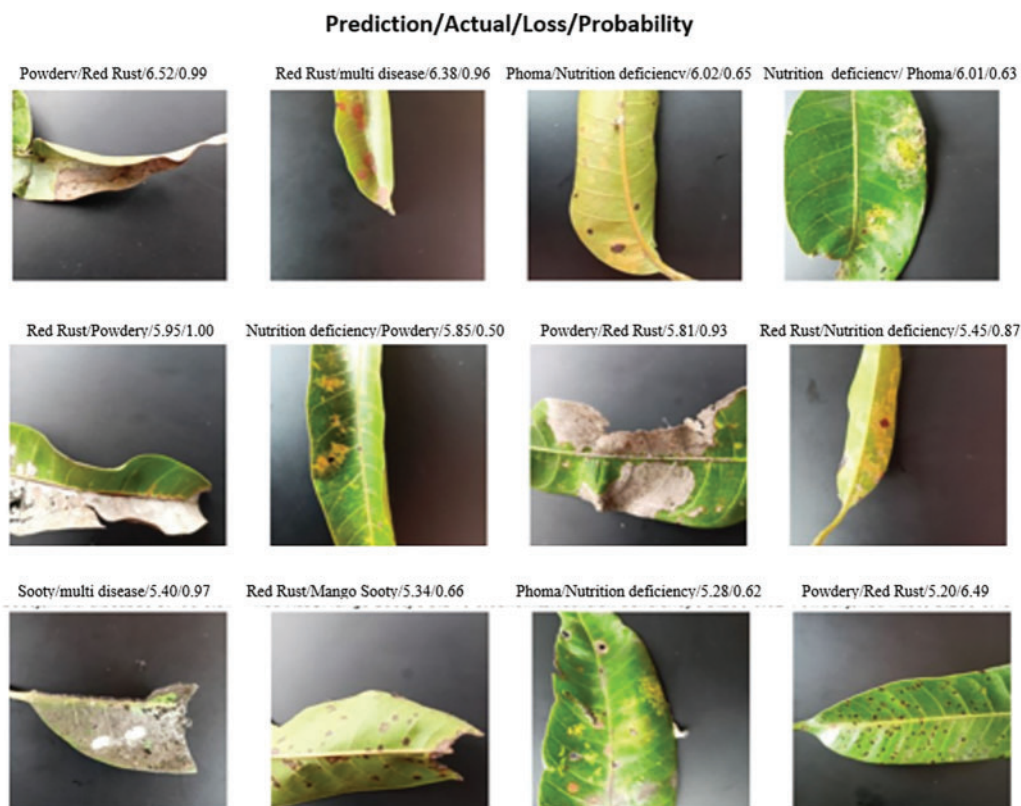 Prediction/Actual/Loss/Probability
Powdery/Red Rust/6.52/0.99
Red Rust/multi disease/6.38/0.96
Phoma/Nutrition deficiency/6.02/0.65
Nutrition deficiency/ Phoma/6.01/0.63
Red Rust/Powdery/5.95/1.00
Nutrition deficiency/Powdery/5.85/0.50
Powdery/Red Rust/5.81/0.93
Red Rust/Nutrition deficiency/5.45/0.87
Sooty/multi disease/5.40/0.97
Red Rust/Mango Sooty/5.34/0.66
Phoma/Nutrition deficiency/5.28/0.62
Powdery/Red Rust/5.20/6.49